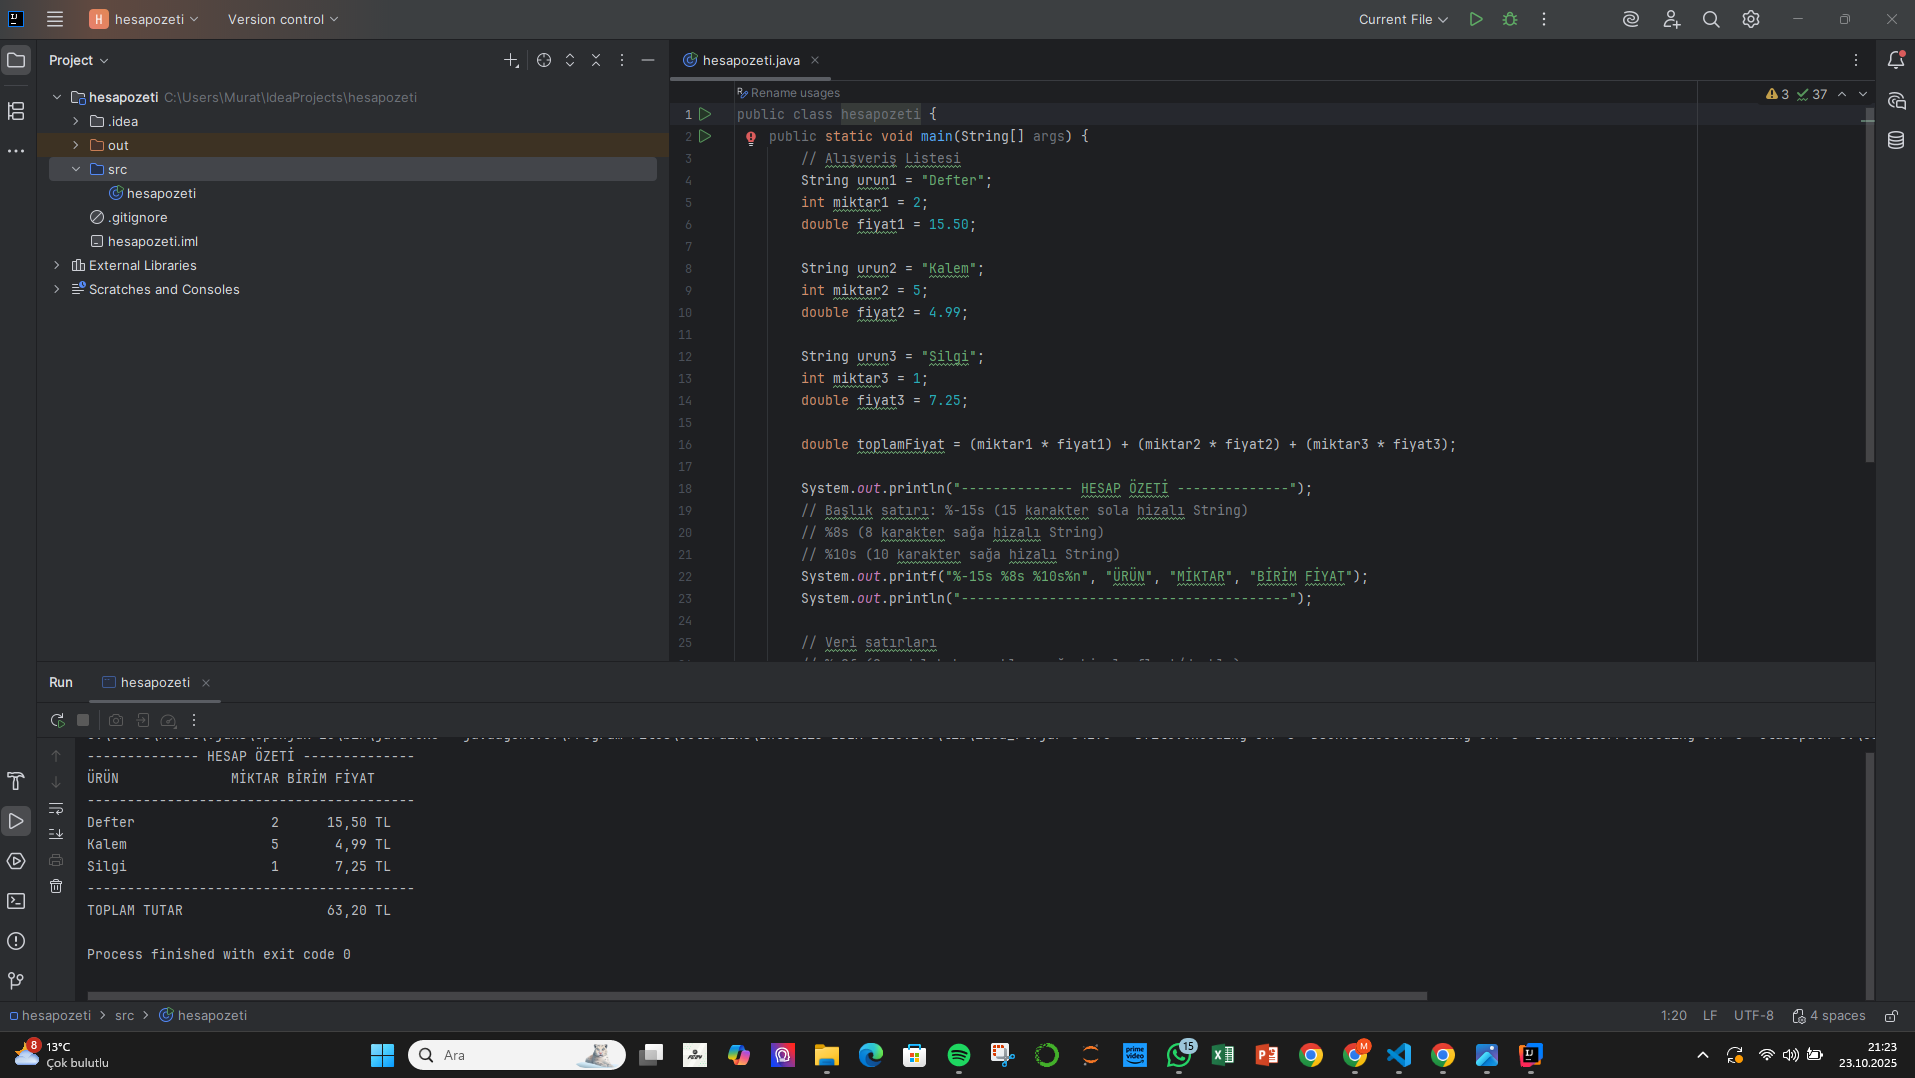 H hesapozeti Version control
Current File
Project
hesapozeti C:\Users\Murat\IdeaProjects\hesapozeti
.idea
out
src
hesapozeti
.gitignore
hesapozeti.iml
External Libraries
Scratches and Consoles
hesapozeti.java
Rename usages
3 37
1 public class hesapozeti {
2 public static void main(String[] args) {
3 // Alışveriş Listesi
4 String urun1 = "Defter";
5 int miktar1 = 2;
6 double fiyat1 = 15.50;
7
8 String urun2 = "Kalem";
9 int miktar2 = 5;
10 double fiyat2 = 4.99;
11
12 String urun3 = "Silgi";
13 int miktar3 = 1;
14 double fiyat3 = 7.25;
15
16 double toplamFiyat = (miktar1 * fiyat1) + (miktar2 * fiyat2) + (miktar3 * fiyat3);
17
18 System.out.println("-------------- HESAP ÖZETİ --------------");
19 // Başlık satırı: %-15s (15 karakter sola hizalı String)
20 // %8s (8 karakter sağa hizalı String)
21 // %10s (10 karakter sağa hizalı String)
22 System.out.printf("%-15s %8s %10s%n", "ÜRÜN", "MİKTAR", "BİRİM FİYAT");
23 System.out.println("-----------------------------------------");
24
25 // Veri satırları
Run hesapozeti
-------------- HESAP ÖZETİ --------------
ÜRÜN MİKTAR BİRİM FİYAT
-----------------------------------------
Defter 2 15,50 TL
Kalem 5 4,99 TL
Silgi 1 7,25 TL
-----------------------------------------
TOPLAM TUTAR 63,20 TL
Process finished with exit code 0
hesapozeti > src > hesapozeti
1:20 LF UTF-8 4 spaces
8
13°C
Çok bulutlu
Ara
prime video
15
M
21:23
23.10.2025